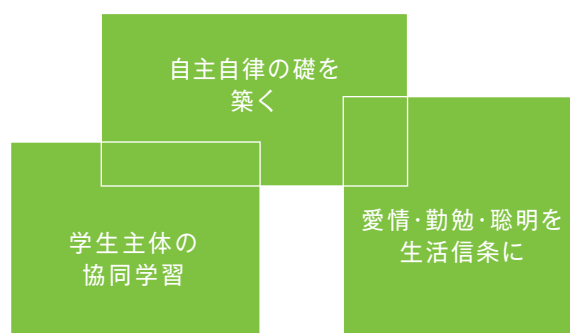 自主自律の礎を
築く
学生主体の
協同学習
愛情･勤勉･聡明を
生活信条に